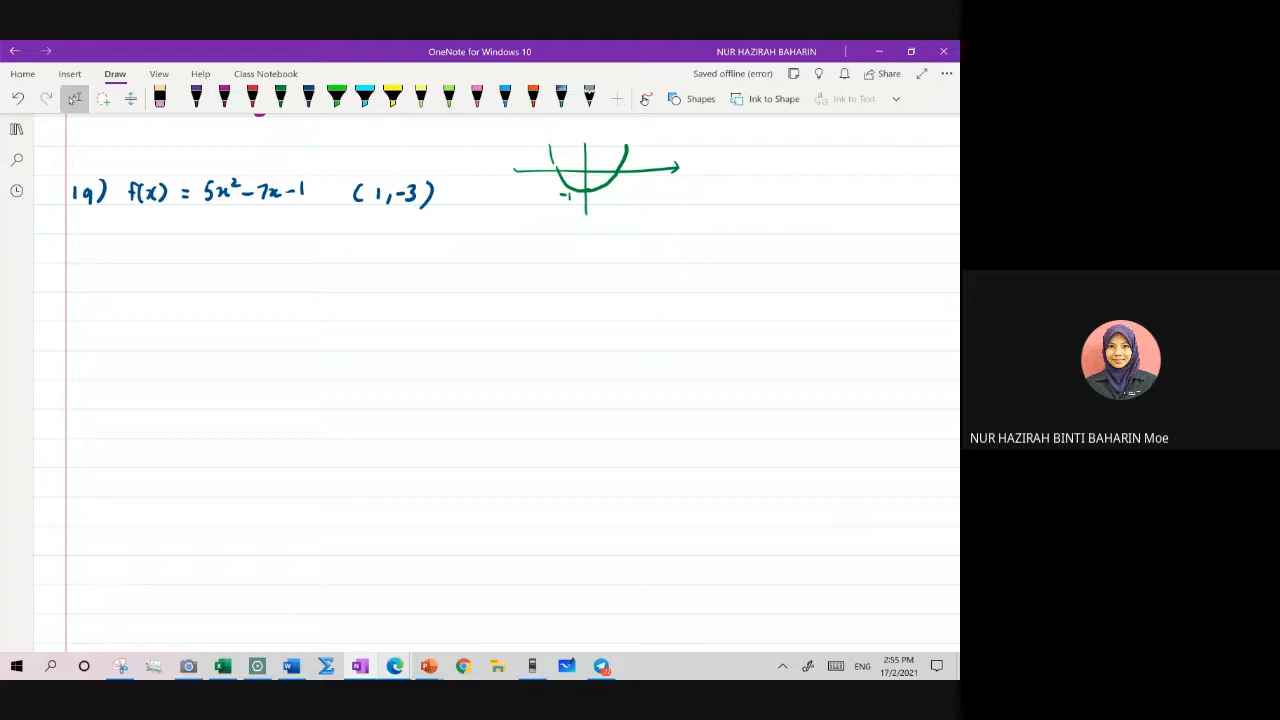 OneNote for Windows 10
NUR HAZIRAH BAHARIN
Home Insert Draw View Help Class Notebook
Saved offline (error) Share
Shapes Ink to Shape Ink to Text
1a) f(x) = 5x² - 7x - 1 (1, -3)
-1
NUR HAZIRAH BINTI BAHARIN Moe
ENG
2:55 PM
17/2/2021